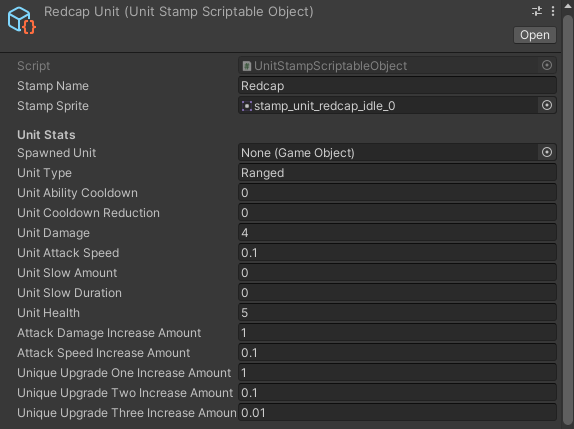 Redcap Unit (Unit Stamp Scriptable Object)
Open
Script UnitStampScriptableObject
Stamp Name Redcap
Stamp Sprite stamp_unit_redcap_idle_0
Unit Stats
Spawned Unit None (Game Object)
Unit Type Ranged
Unit Ability Cooldown 0
Unit Cooldown Reduction 0
Unit Damage 4
Unit Attack Speed 0.1
Unit Slow Amount 0
Unit Slow Duration 0
Unit Health 5
Attack Damage Increase Amount 1
Attack Speed Increase Amount 0.1
Unique Upgrade One Increase Amount 1
Unique Upgrade Two Increase Amount 0.1
Unique Upgrade Three Increase Amoun 0.01